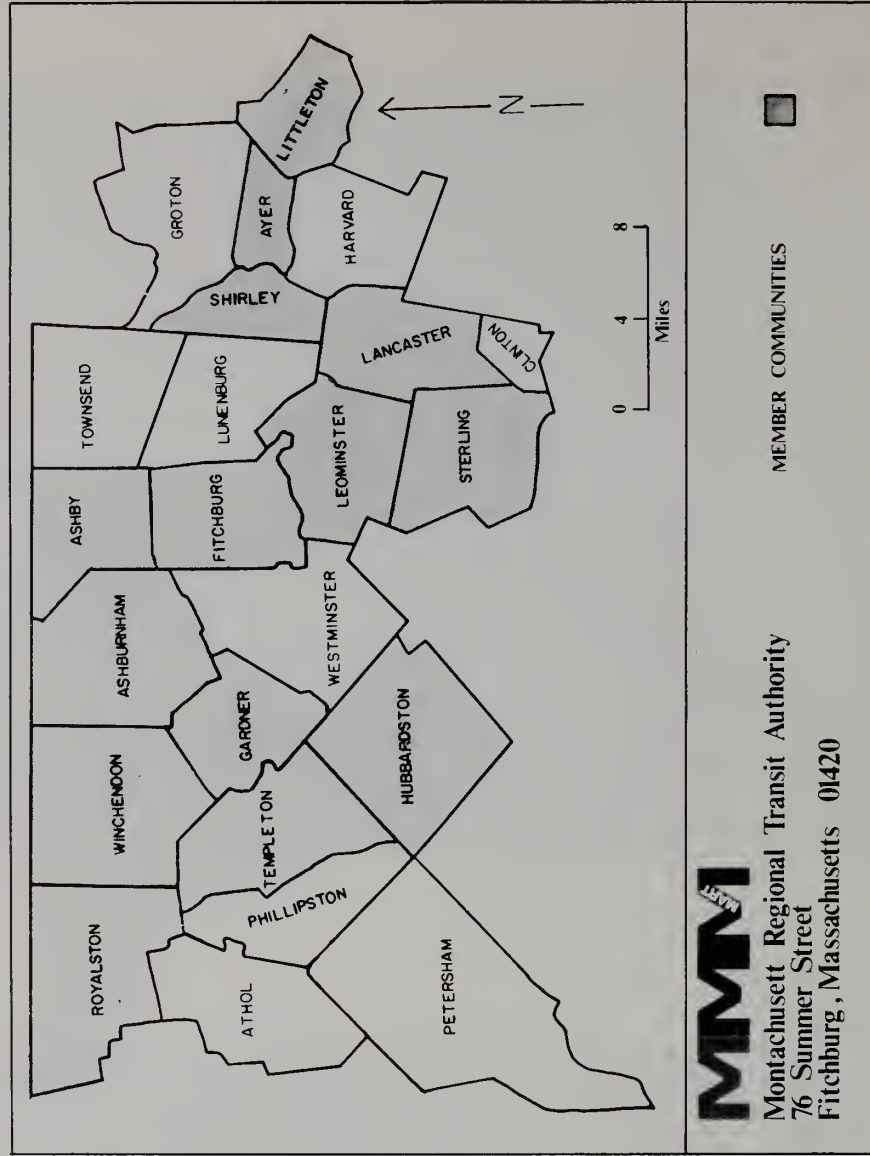 ROYALSTON
WINCHENDON
ASHBURNHAM
ASHBY
TOWNSEND
GROTON
ATHOL
PHILLIPSTON
TEMPLETON
GARDNER
WESTMINSTER
FITCHBURG
LUNENBURG
SHIRLEY
AYER
LITTLETON
HARVARD
PETERSHAM
HUBBARDSTON
LEOMINSTER
LANCASTER
STERLING
CLINTON
N
0 4 8
Miles
MMM
MART
Montachusett Regional Transit Authority
76 Summer Street
Fitchburg, Massachusetts 01420
MEMBER COMMUNITIES